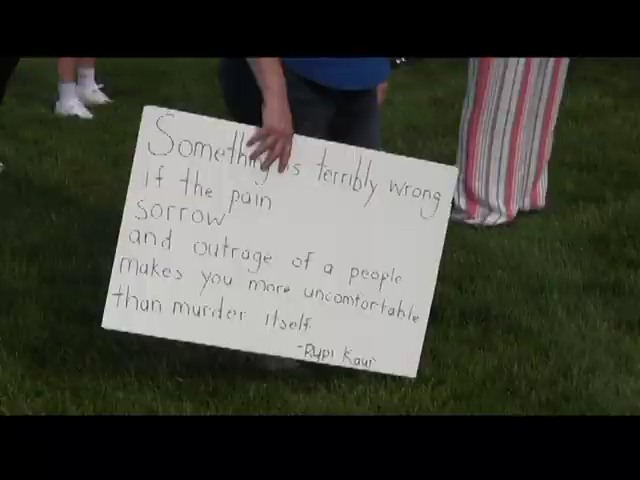 Something is terribly wrong
if the pain
sorrow
and outrage of a people
makes you more uncomfortable
than murder itself
-Rupi Kaur